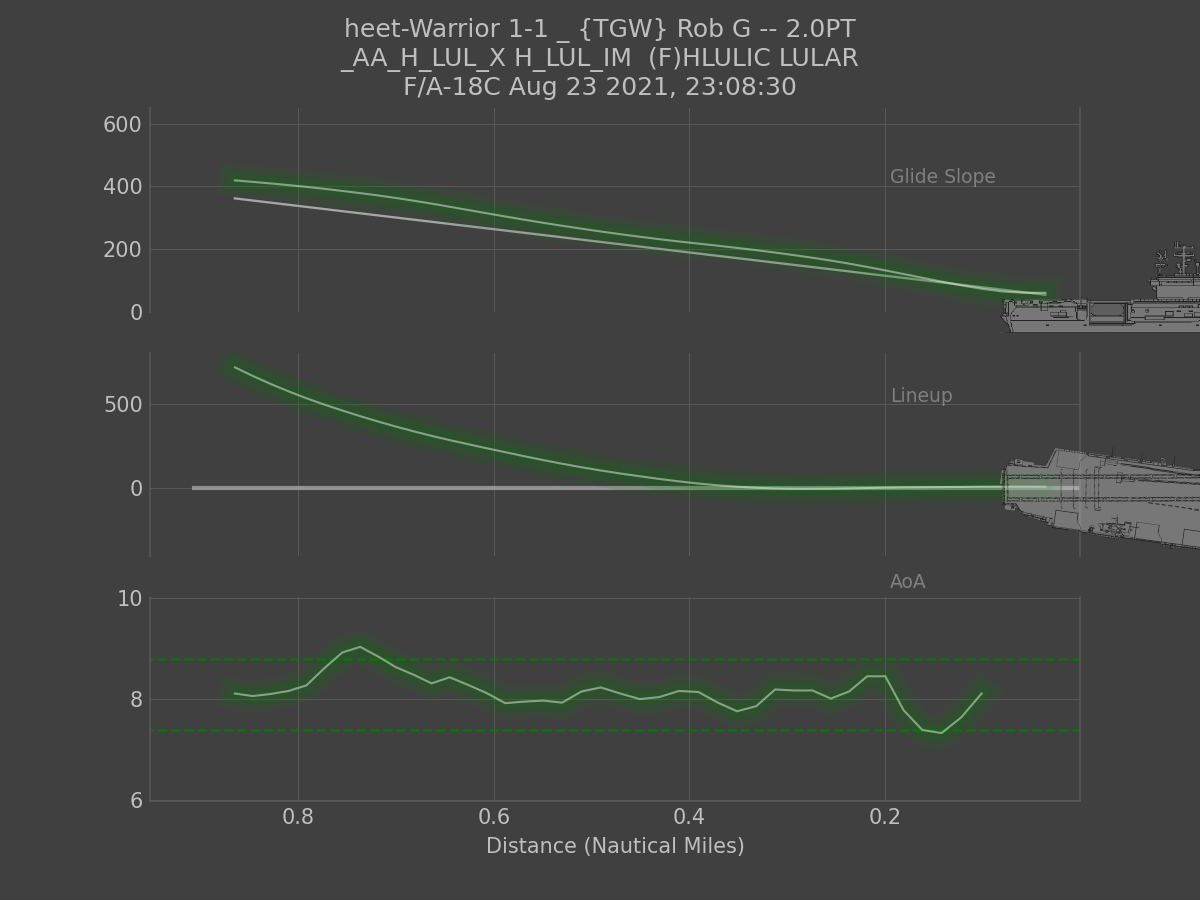 heet-Warrior 1-1 _ {TGW} Rob G -- 2.0PT
_AA_H_LUL_X H_LUL_IM  (F)HLULIC LULAR
F/A-18C Aug 23 2021, 23:08:30
600
400
200
0
Glide Slope
500
0
Lineup
AoA
10
8
6
0.8 0.6 0.4 0.2
Distance (Nautical Miles)